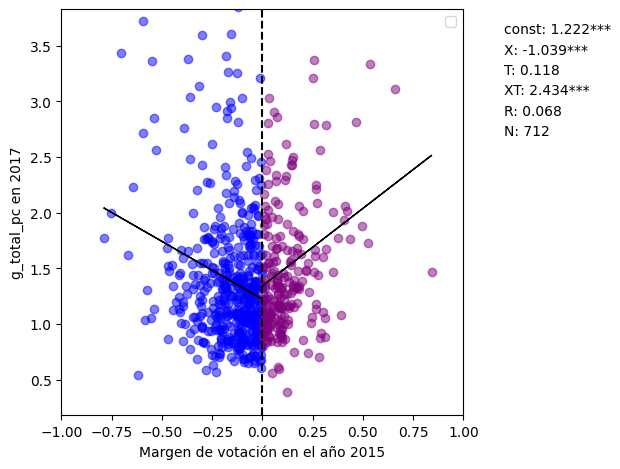 const: 1.222***
X: -1.039***
T: 0.118
XT: 2.434***
R: 0.068
N: 712
g_total_pc en 2017
3.5
3.0
2.5
2.0
1.5
1.0
0.5
−1.00 −0.75 −0.50 −0.25 0.00 0.25 0.50 0.75 1.00
Margen de votación en el año 2015